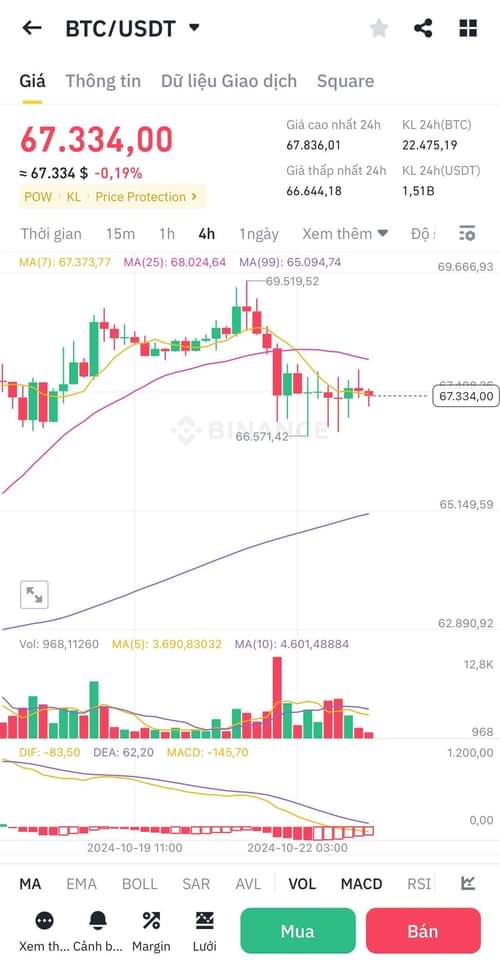 BTC/USDT
Giá Thông tin Dữ liệu Giao dịch Square
67.334,00
≈ 67.334 $ -0,19%
POW KL Price Protection
Giá cao nhất 24h KL 24h(BTC)
67.836,01 22.475,19
Giá thấp nhất 24h KL 24h(USDT)
66.644,18 1,51B
Thời gian 15m 1h 4h 1ngày Xem thêm Độ
MA(7): 67.373,77 MA(25): 68.024,64 MA(99): 65.094,74
69.666,93
69.519,52
67.334,00
BINANCE
66.571,42
65.149,59
62.890,92
Vol: 968,11260 MA(5): 3.690,83032 MA(10): 4.601,48884
12,8K
968
DIF: -83,50 DEA: 62,20 MACD: -145,70
1.200,00
0,00
2024-10-19 11:00 2024-10-22 03:00
MA EMA BOLL SAR AVL VOL MACD RSI
Xem th... Cảnh b... Margin Lưới
Mua Bán